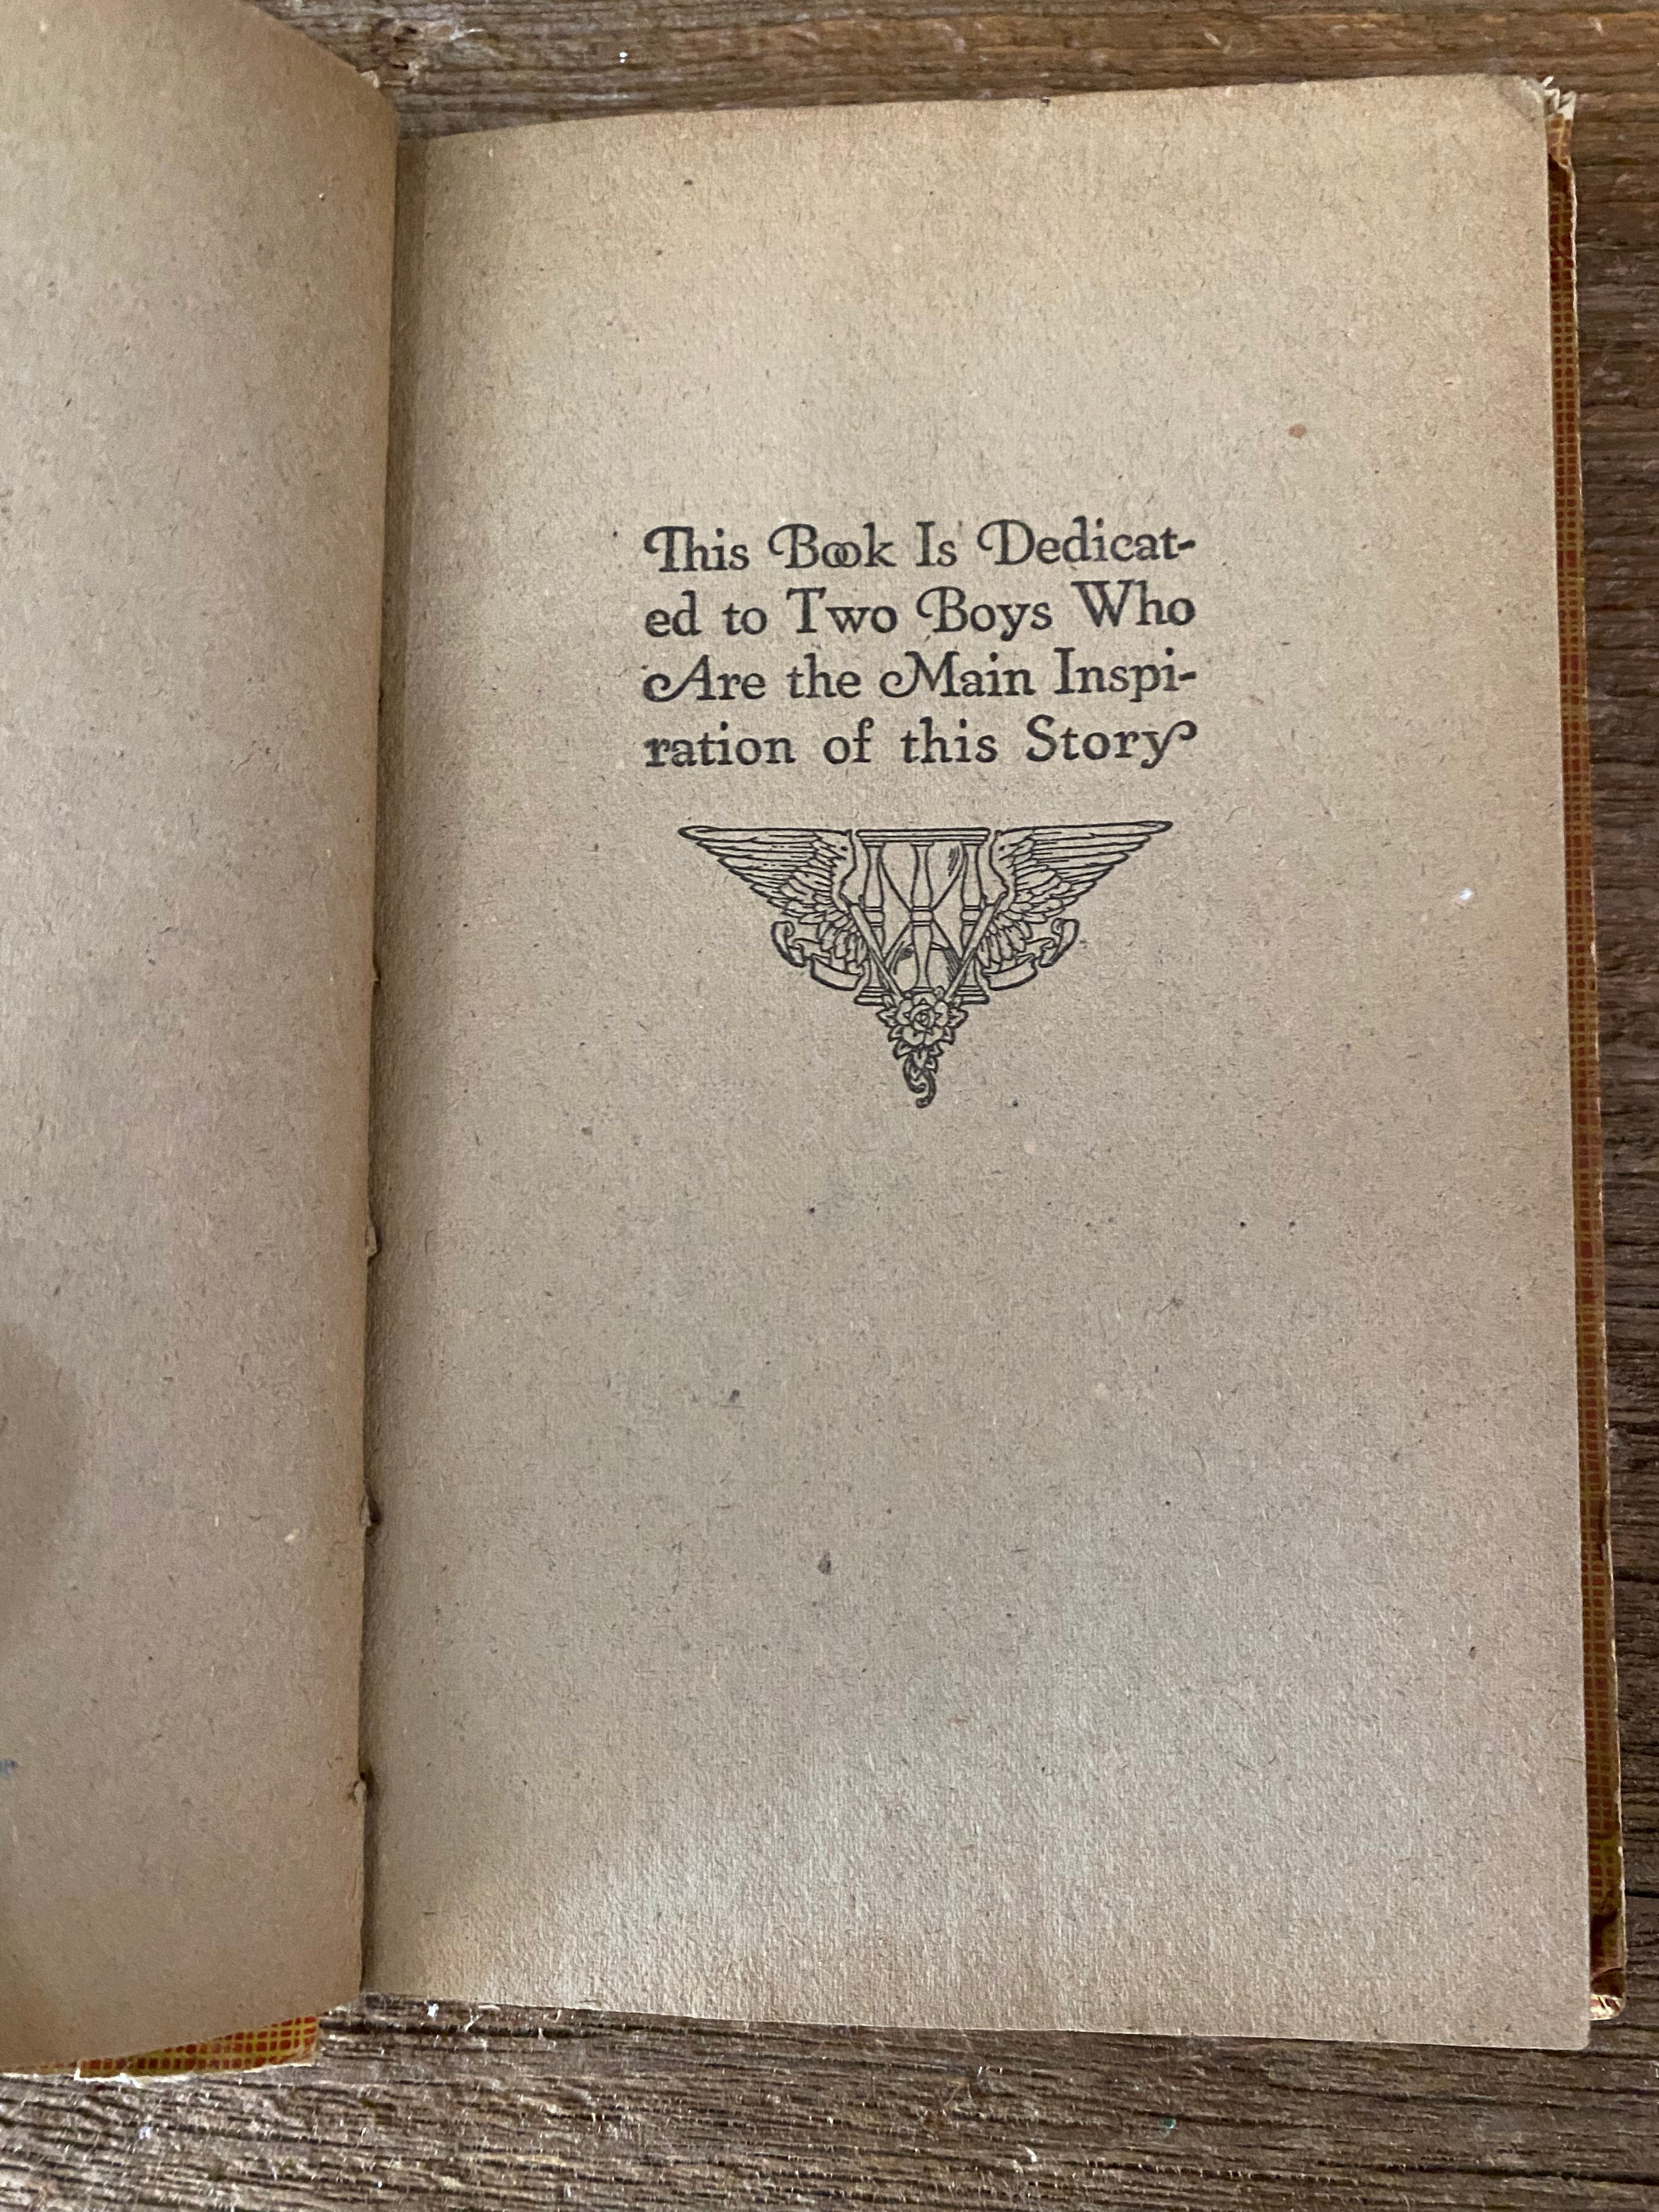 This Book Is Dedicat-
ed to Two Boys Who
Are the Main Inspi-
ration of this Story